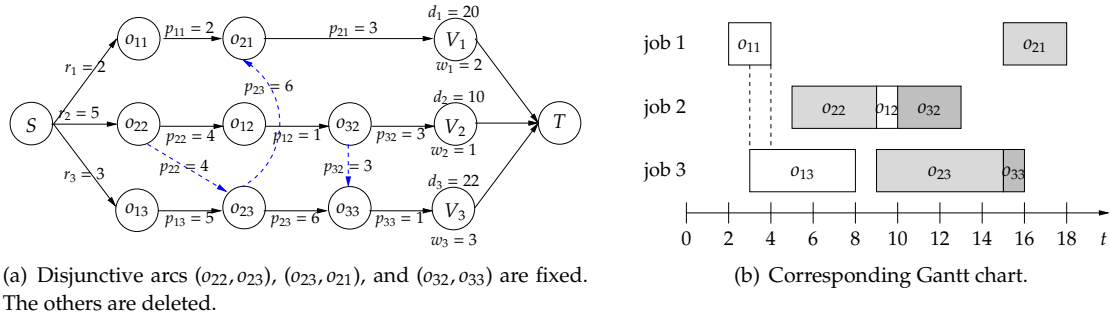 d₁ = 20
o₁₁ p₁₁ = 2 o₂₁ p₂₁ = 3 V₁
w₁ = 2
r₁ = 2
p₂₃ = 6
d₂ = 10
S r₂ = 5 o₂₂ p₂₂ = 4 o₁₂ p₁₂ = 1 o₃₂ p₃₂ = 3 V₂ T
w₂ = 1
r₃ = 3
p₂₂ = 4
p₃₂ = 3
d₃ = 22
o₁₃ p₁₃ = 5 o₂₃ p₂₃ = 6 o₃₃ p₃₃ = 1 V₃
w₃ = 3
(a) Disjunctive arcs (o₂₂, o₂₃), (o₂₃, o₂₁), and (o₃₂, o₃₃) are fixed.
The others are deleted.
job 1 o₁₁ o₂₁
job 2 o₂₂ o₁₂ o₃₂
job 3 o₁₃ o₂₃ o₃₃
0 2 4 6 8 10 12 14 16 18 t
(b) Corresponding Gantt chart.